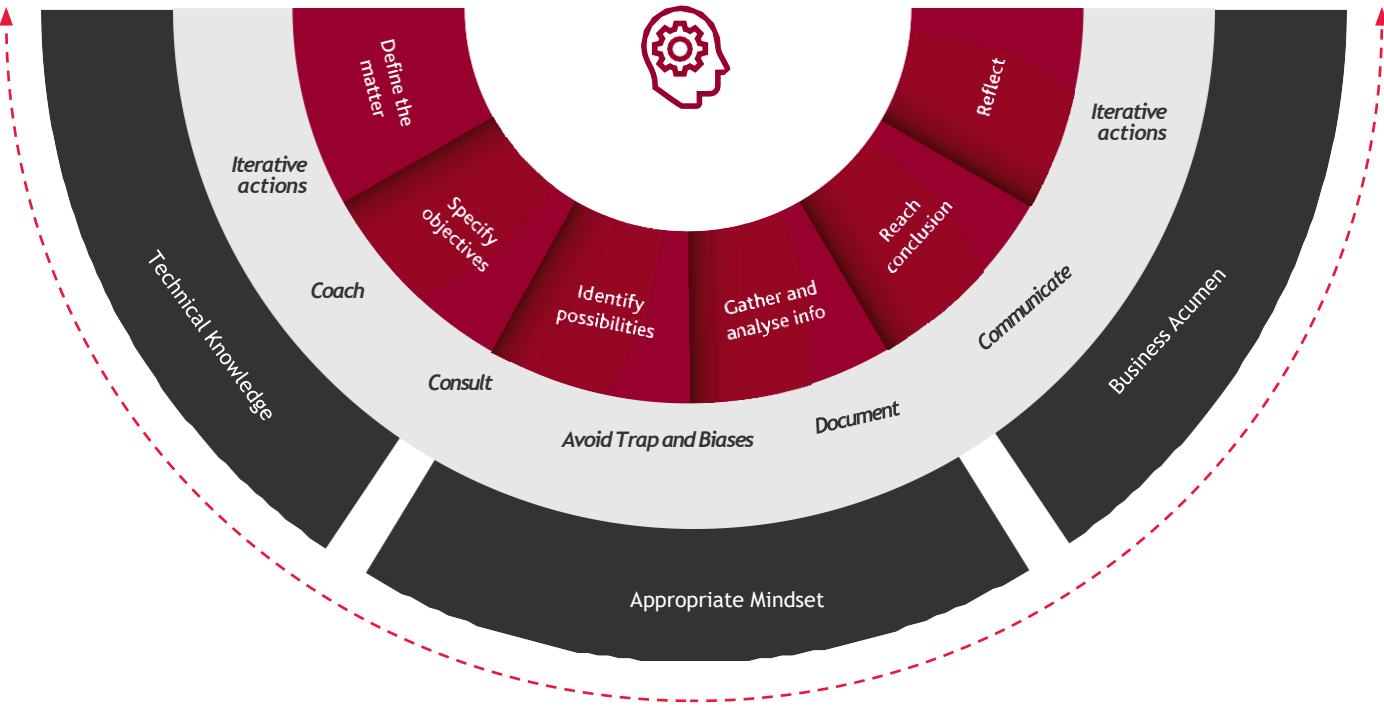 Define the
matter
Specify
objectives
Identify
possibilities
Gather and
analyse info
Reach
conclusion
Reflect
Iterative
actions
Coach
Consult
Avoid Trap and Biases
Document
Communicate
Iterative
actions
Technical Knowledge
Appropriate Mindset
Business Acumen